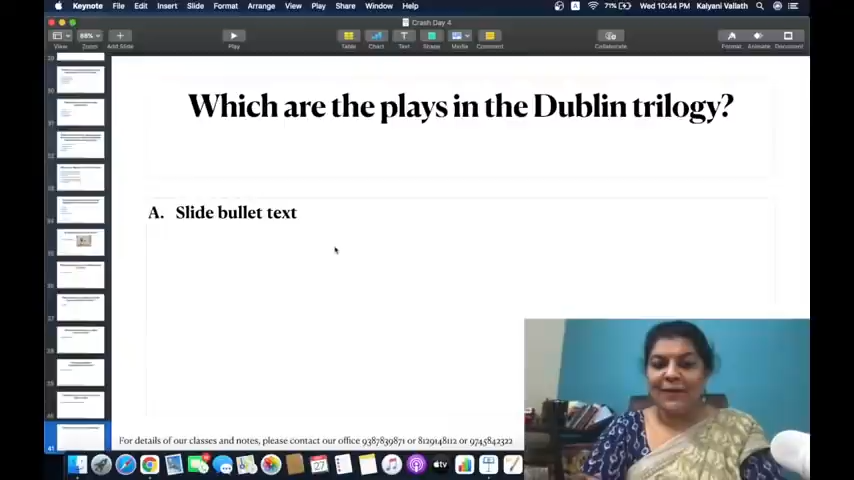 Keynote File Edit Insert Slide Format Arrange View Play Share Window Help 71% Wed 10:44 PM Kalyani Vallath
Crash Day 4
88%
View Zoom Add Slide Play Table Chart Text Shape Media Comment Collaborate Format Animate Document
Which are the plays in the Dublin trilogy?
A. Slide bullet text
For details of our classes and notes, please contact our office 9387839871 or 8129148112 or 9745842322